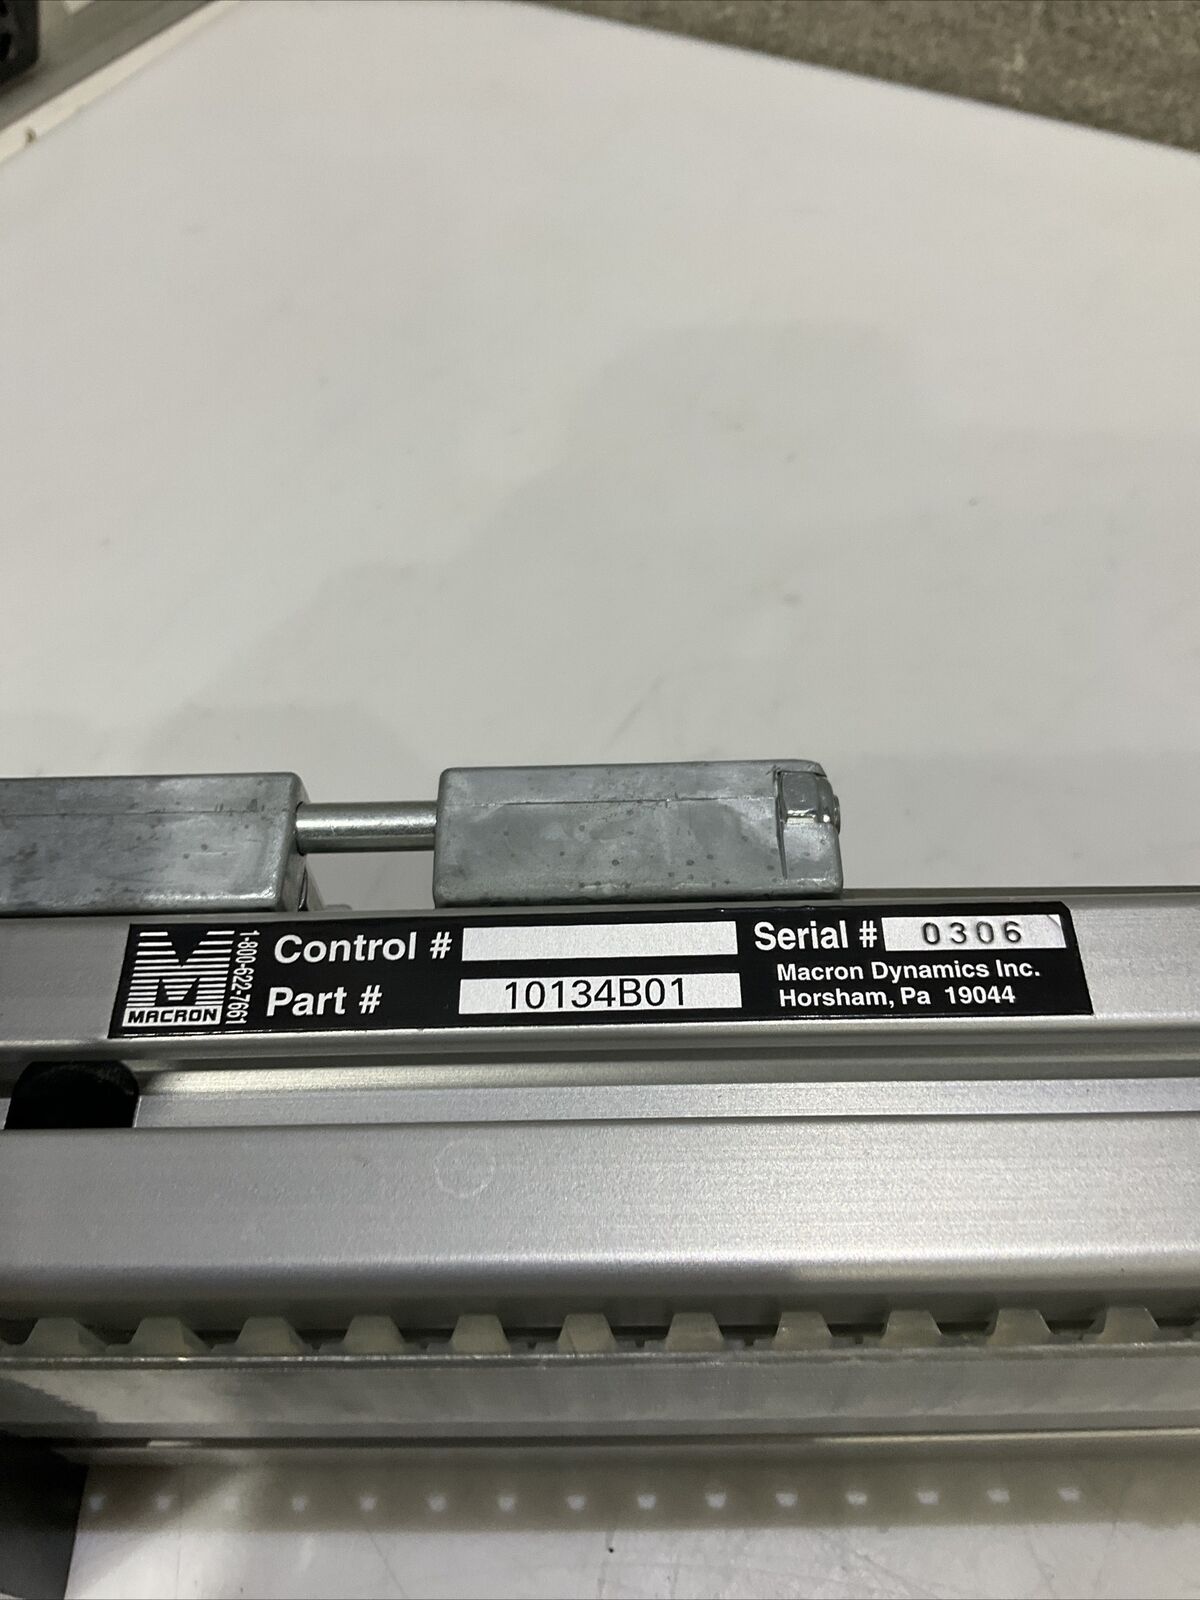 MACRON
1-800-622-7661
Control #
Part # 10134B01
Serial # 0306
Macron Dynamics Inc.
Horsham, Pa 19044